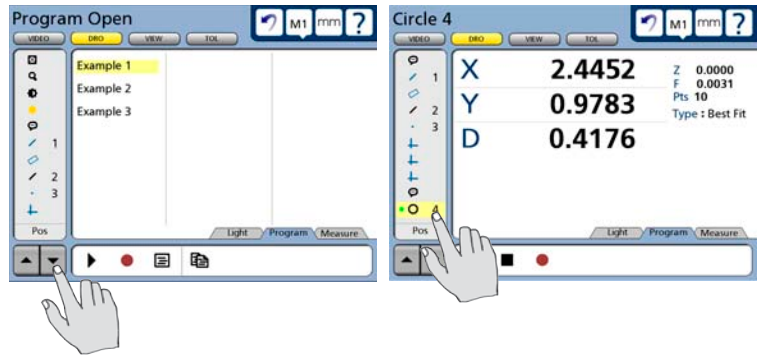 Program Open
M1 mm ?
VIDEO DRO VIEW TOL
Example 1
Example 2
Example 3
1
2
3
Pos
Light Program Measure
Circle 4
M1 mm ?
VIDEO DRO VIEW TOL
X 2.4452
Y 0.9783
D 0.4176
Z 0.0000
F 0.0031
Pts 10
Type : Best Fit
1
2
3
4
Pos
Light Program Measure